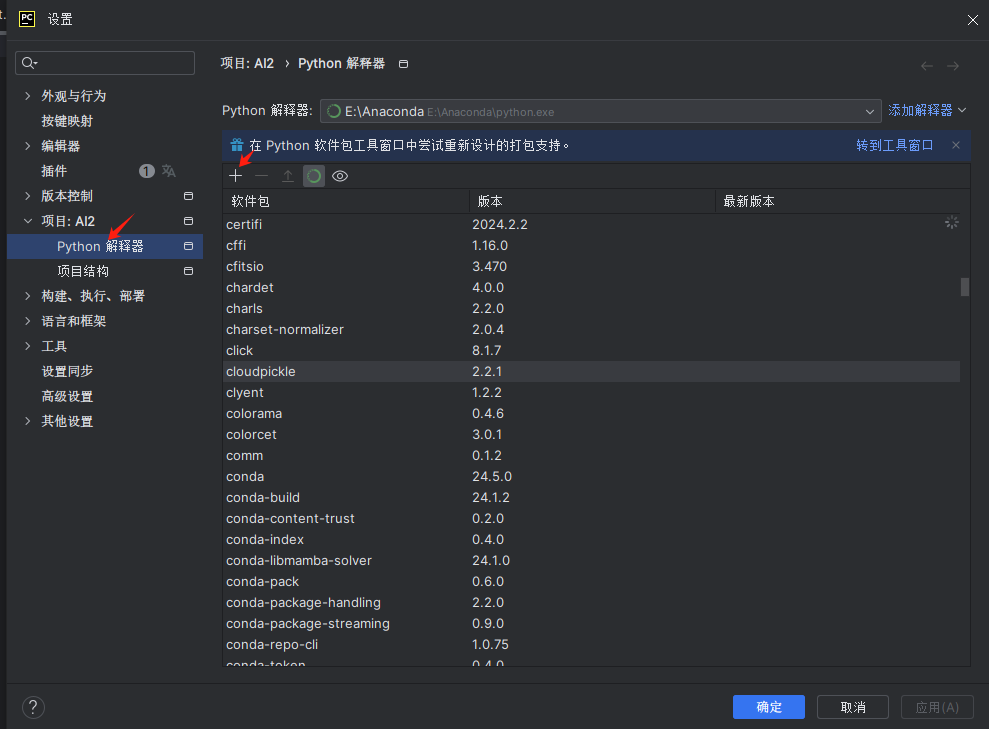 PC 设置
项目: AI2 › Python 解释器
外观与行为
按键映射
编辑器
插件 1
版本控制
项目: AI2
Python 解释器
项目结构
构建、执行、部署
语言和框架
工具
设置同步
高级设置
其他设置
Python 解释器: E:\Anaconda E:\Anaconda\python.exe 添加解释器
在 Python 软件包工具窗口中尝试重新设计的打包支持。 转到工具窗口
软件包 版本 最新版本
certifi 2024.2.2
cffi 1.16.0
cfitsio 3.470
chardet 4.0.0
charls 2.2.0
charset-normalizer 2.0.4
click 8.1.7
cloudpickle 2.2.1
clyent 1.2.2
colorama 0.4.6
colorcet 3.0.1
comm 0.1.2
conda 24.5.0
conda-build 24.1.2
conda-content-trust 0.2.0
conda-index 0.4.0
conda-libmamba-solver 24.1.0
conda-pack 0.6.0
conda-package-handling 2.2.0
conda-package-streaming 0.9.0
conda-repo-cli 1.0.75
conda-token 0.4.0
? 确定 取消 应用(A)